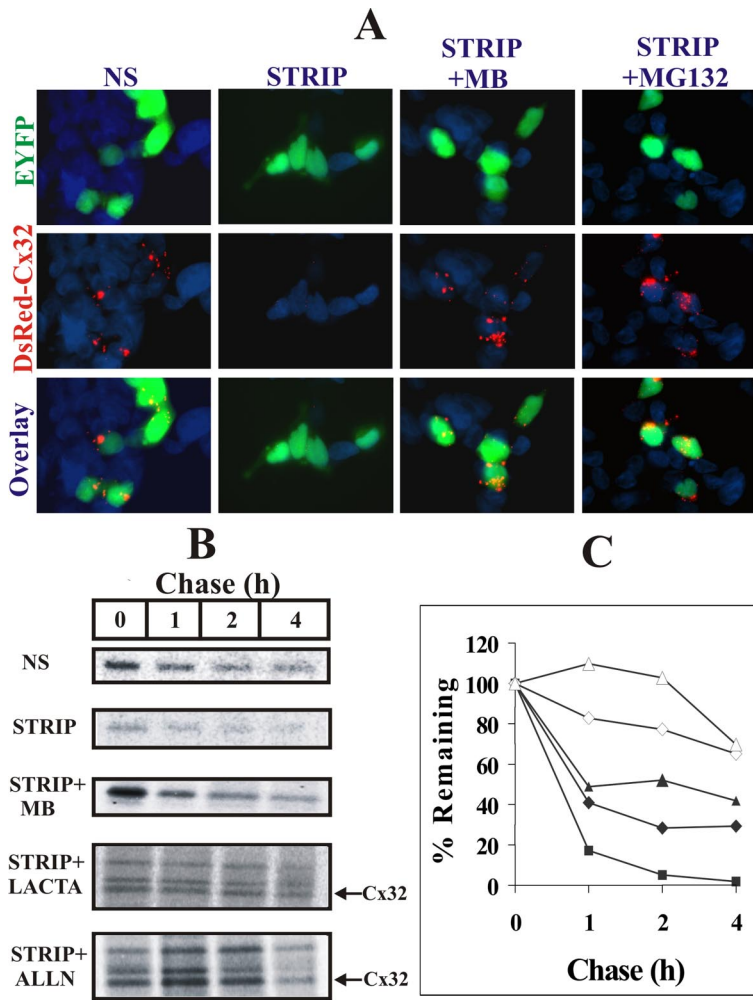 A
NS
STRIP
STRIP
+MB
STRIP
+MG132
EYFP
DsRed-Cx32
Overlay
B
Chase (h)
0 1 2 4
NS
STRIP
STRIP+
MB
STRIP+
LACTA
Cx32
STRIP+
ALLN
Cx32
C
% Remaining
120
100
80
60
40
20
0
0 1 2 4
Chase (h)